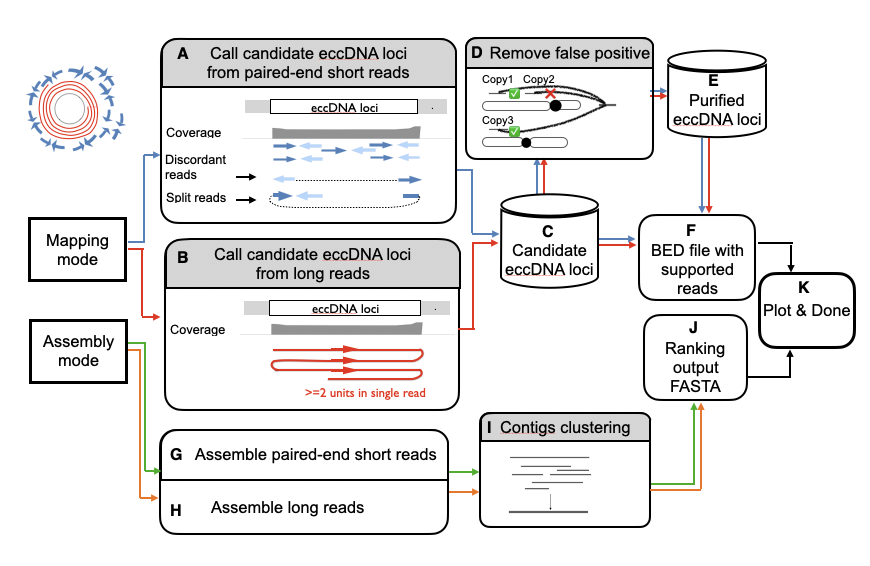 A
Call candidate eccDNA loci
from paired-end short reads
eccDNA loci
Coverage
Discordant
reads
Split reads
D Remove false positive
Copy1 Copy2
Copy3
E
Purified
eccDNA loci
Mapping
mode
B
Call candidate eccDNA loci
from long reads
eccDNA loci
Coverage
>=2 units in single read
C
Candidate
eccDNA loci
F
BED file with
supported
reads
K
Plot & Done
Assembly
mode
J
Ranking
output
FASTA
G Assemble paired-end short reads
H Assemble long reads
I Contigs clustering